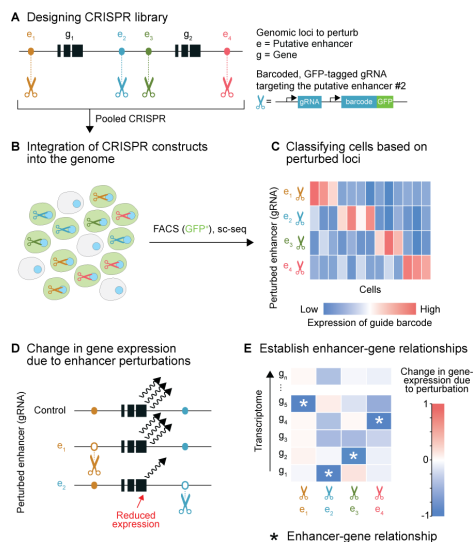 A Designing CRISPR library
e1 g1 e2 e3 g2 e4
Genomic loci to perturb
e = Putative enhancer
g = Gene
Barcoded, GFP-tagged gRNA
targeting the putative enhancer #2
= gRNA barcode GFP
Pooled CRISPR
B Integration of CRISPR constructs
into the genome
FACS (GFP+), sc-seq
C Classifying cells based on
perturbed loci
Perturbed enhancer (gRNA)
e1
e2
e3
e4
Cells
Low High
Expression of guide barcode
D Change in gene expression
due to enhancer perturbations
Perturbed enhancer (gRNA)
Control
e1
e2
Reduced
expression
E Establish enhancer-gene relationships
Transcriptome
gn
⋮
g5 *
g4 *
g3
g2 *
g1 *
e1 e2 e3 e4
Change in gene-
expression due
to perturbation
1
0
-1
* Enhancer-gene relationship